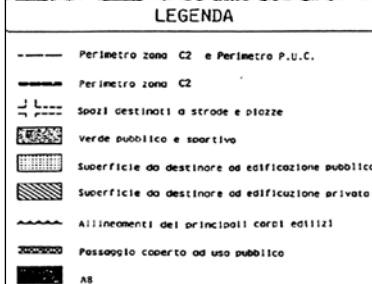 LEGENDA
Perimetro zona C2 e Perimetro P.U.C.
Perimetro zona C2
Spazi destinati a strade e piazze
Verde pubblico e sportivo
Superficie da destinare ad edificazione pubblica
Superficie da destinare ad edificazione privata
Allineamenti dei principali corpi edilizi
Passaggio coperto ad uso pubblico
A8